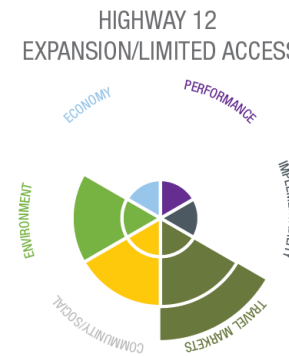 HIGHWAY 12
EXPANSION/LIMITED ACCESS
ECONOMY
PERFORMANCE
ENVIRONMENT
COMMUNITY/SOCIAL
TRAVEL MARKETS